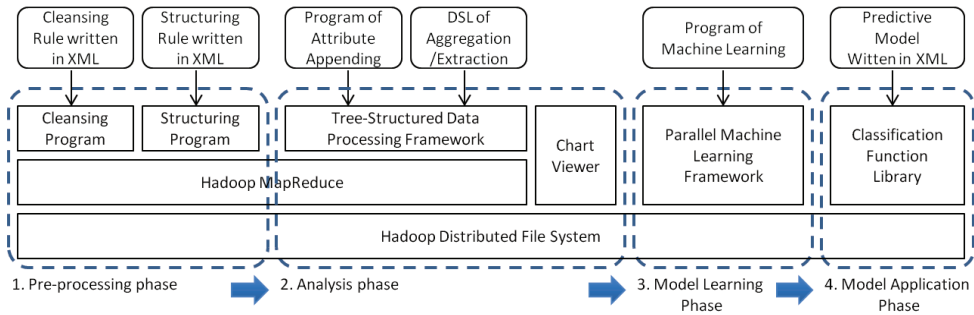 Cleansing
Rule written
in XML
Structuring
Rule written
in XML
Program of
Attribute
Appending
DSL of
Aggregation
/Extraction
Program of
Machine Learning
Predictive
Model
Witten in XML
Cleansing
Program
Structuring
Program
Tree-Structured Data
Processing Framework
Chart
Viewer
Parallel Machine
Learning
Framework
Classification
Function
Library
Hadoop MapReduce
Hadoop Distributed File System
1. Pre-processing phase
2. Analysis phase
3. Model Learning
Phase
4. Model Application
Phase